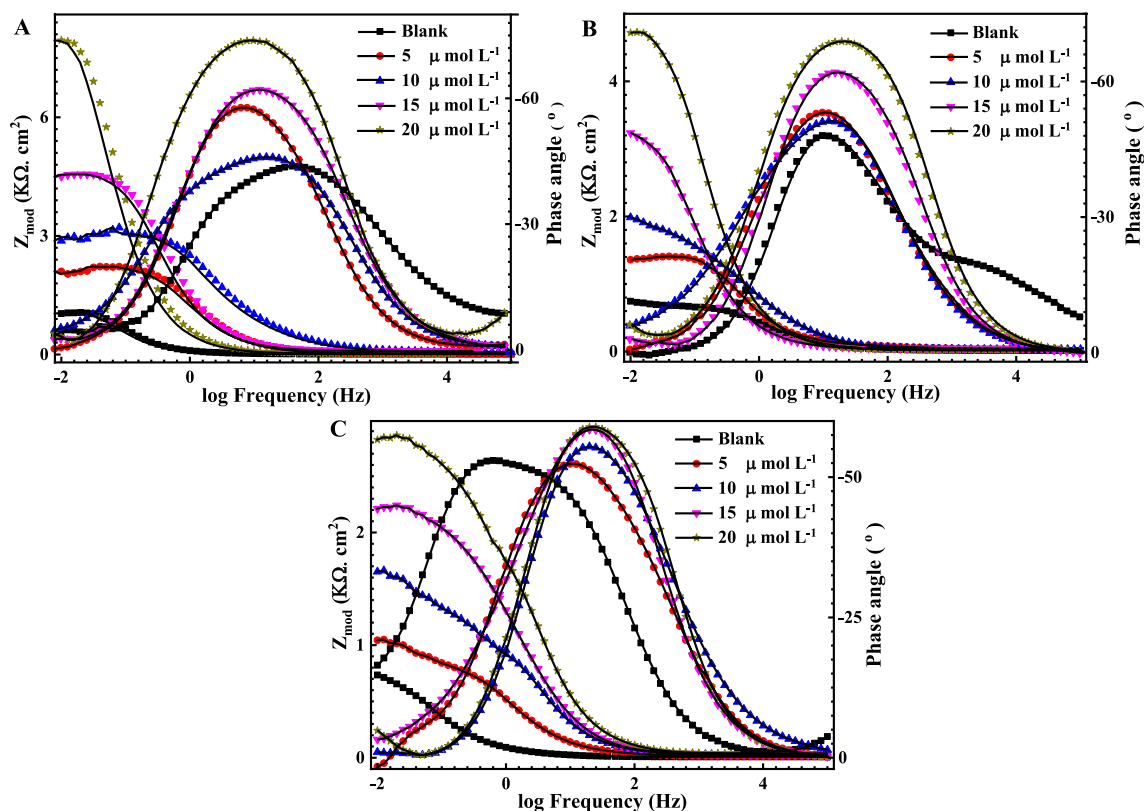 A
Blank
5 μ mol L⁻¹
10 μ mol L⁻¹
15 μ mol L⁻¹
20 μ mol L⁻¹
Z_mod (KΩ. cm²)
0
3
6
-2
0
2
4
log Frequency (Hz)
0
-30
-60
Phase angle (°)
B
Blank
5 μ mol L⁻¹
10 μ mol L⁻¹
15 μ mol L⁻¹
20 μ mol L⁻¹
Z_mod (KΩ. cm²)
0
2
4
-2
0
2
4
log Frequency (Hz)
0
-30
-60
Phase angle (°)
C
Blank
5 μ mol L⁻¹
10 μ mol L⁻¹
15 μ mol L⁻¹
20 μ mol L⁻¹
Z_mod (KΩ. cm²)
0
1
2
-2
0
2
4
log Frequency (Hz)
0
-25
-50
Phase angle (°)